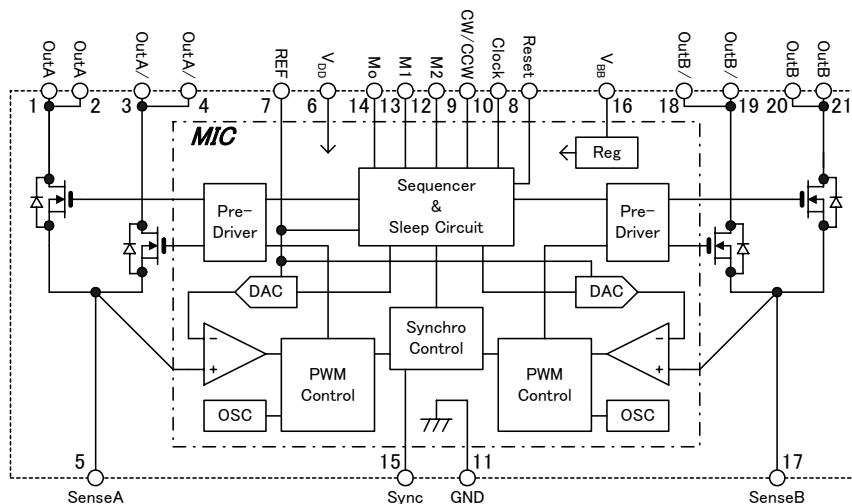 OutA
OutA
OutA/
OutA/
REF
VDD
Mo
M1
M2
CW/CCW
Clock
Reset
VBB
OutB/
OutB/
OutB
OutB
1
2
3
4
7
6
14
13
12
9
10
8
16
18
19
20
21
MIC
Reg
Sequencer
&
Sleep Circuit
Pre-
Driver
Pre-
Driver
DAC
DAC
Synchro
Control
−
+
−
+
PWM
Control
PWM
Control
OSC
OSC
5
15
11
17
SenseA
Sync
GND
SenseB